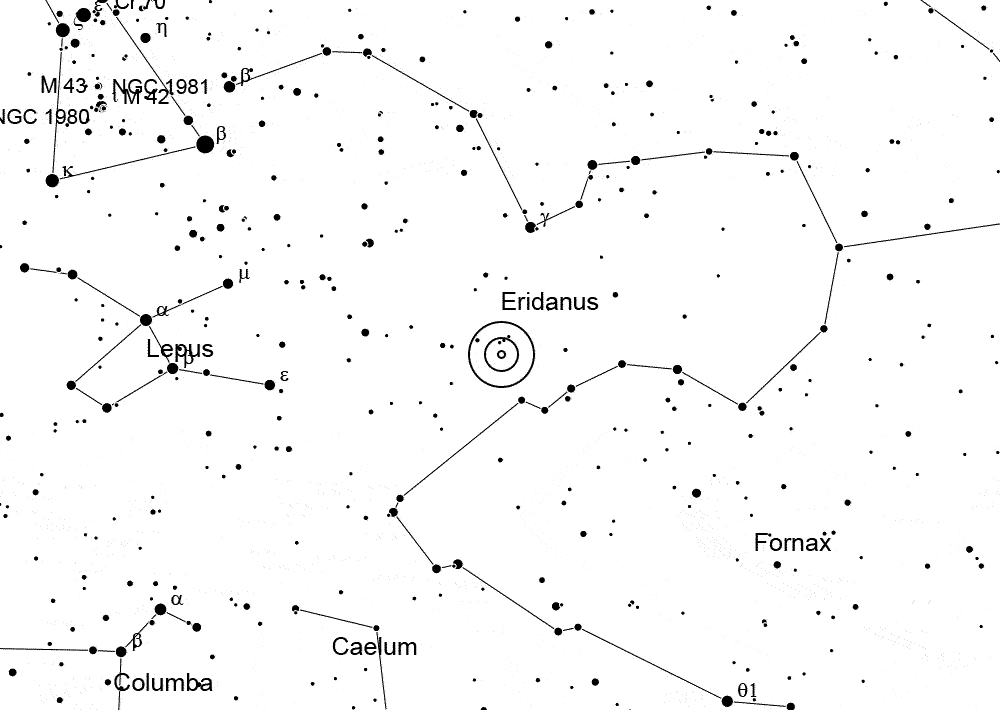 ε Cr 70
ζ
η
β
M 43 NGC 1981
ι M 42
NGC 1980
β
κ
γ
μ
Eridanus
α
Lepus
β
ε
Fornax
α
β
Caelum
Columba
θ1